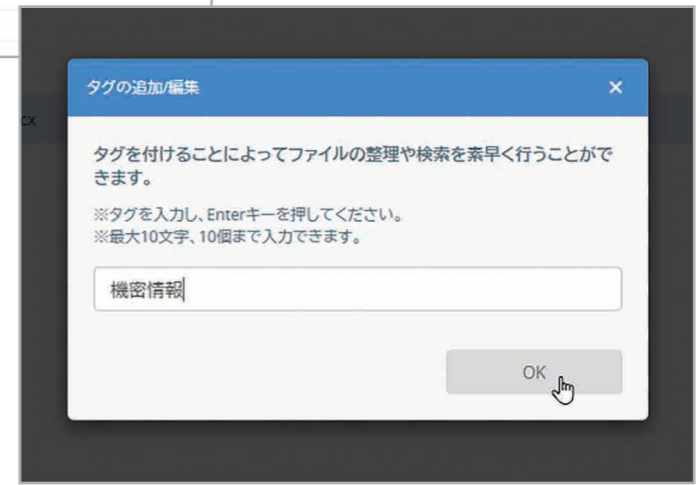 タグの追加/編集
×
cx
タグを付けることによってファイルの整理や検索を素早く行うことがで
きます。
※タグを入力し、Enterキーを押してください。
※最大10文字、10個まで入力できます。
機密情報
OK